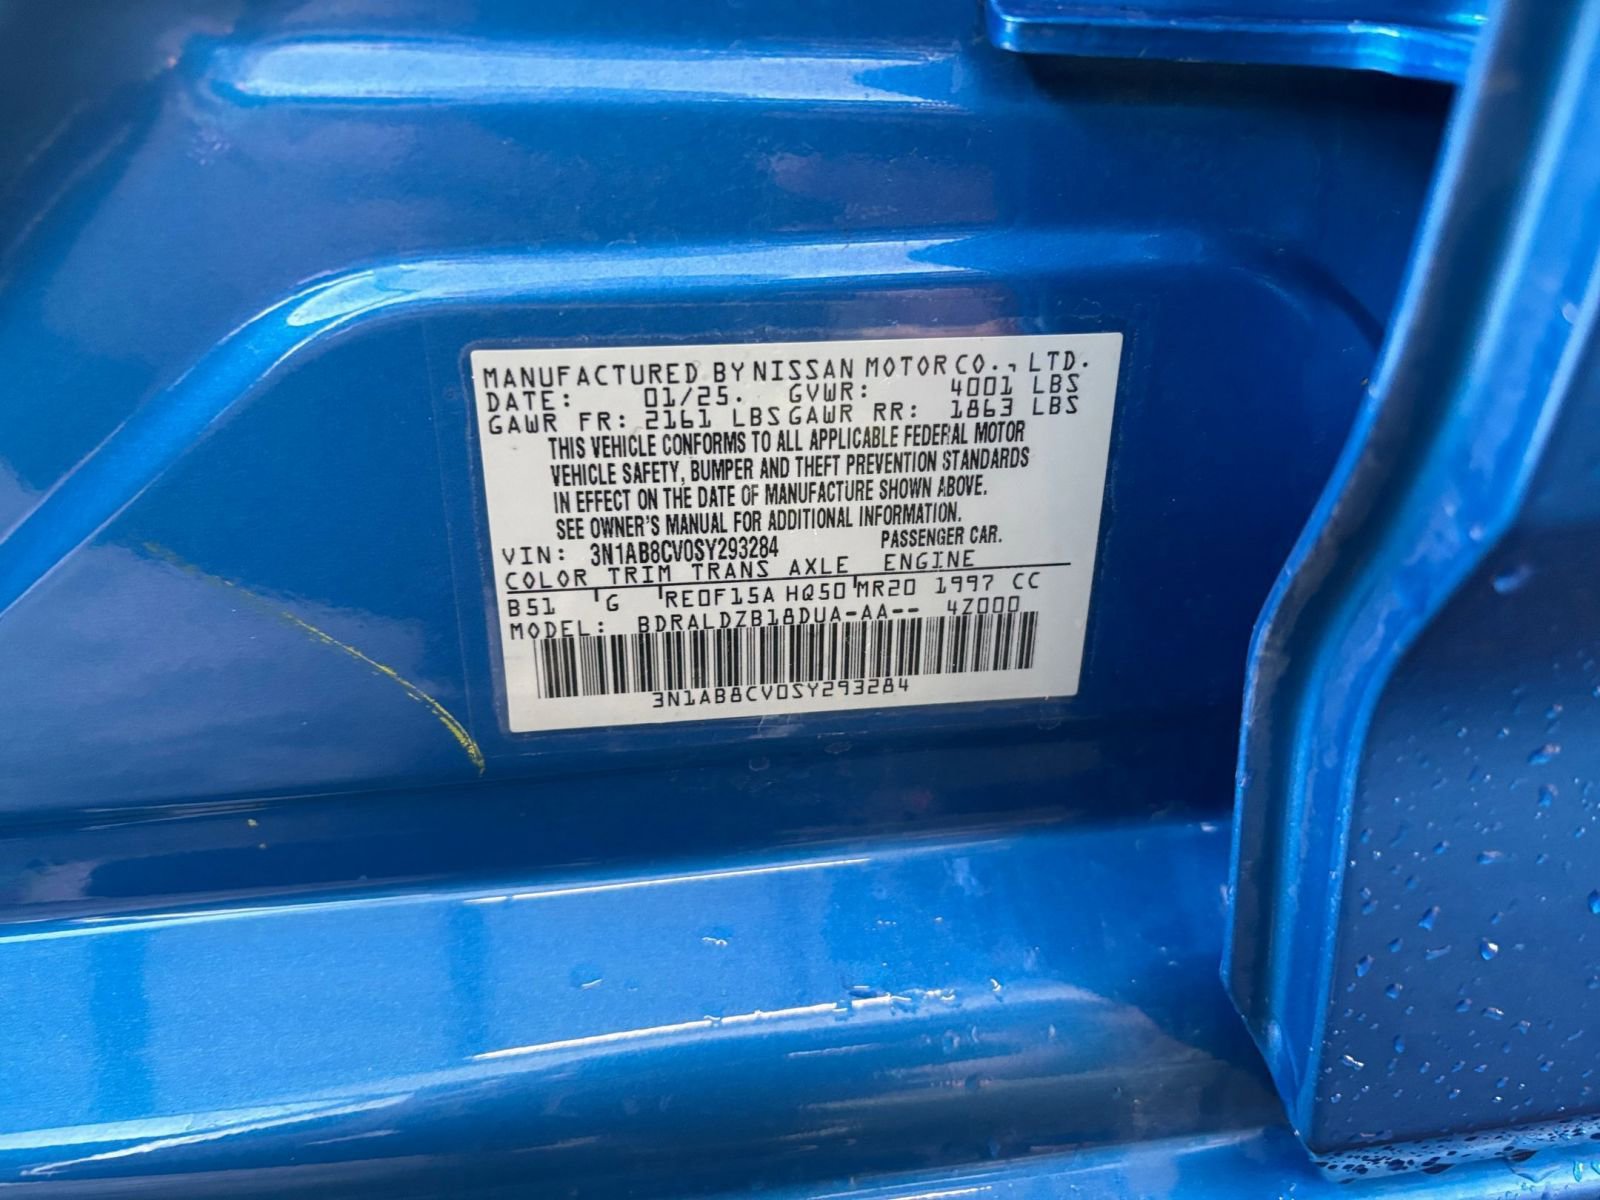 MANUFACTURED BY NISSAN MOTOR CO., LTD.
DATE: 01/25. GVWR: 4001 LBS
GAWR FR: 2161 LBS GAWR RR: 1863 LBS
THIS VEHICLE CONFORMS TO ALL APPLICABLE FEDERAL MOTOR
VEHICLE SAFETY, BUMPER AND THEFT PREVENTION STANDARDS
IN EFFECT ON THE DATE OF MANUFACTURE SHOWN ABOVE.
SEE OWNER'S MANUAL FOR ADDITIONAL INFORMATION.
VIN: 3N1AB8CV0SY293284 PASSENGER CAR.
COLOR TRIM TRANS AXLE ENGINE
B51 G RE0F15A HQ50 MR20 1997 CC
MODEL: BDRALDZB18DUA-AA-- 4Z000
3N1AB8CV0SY293284